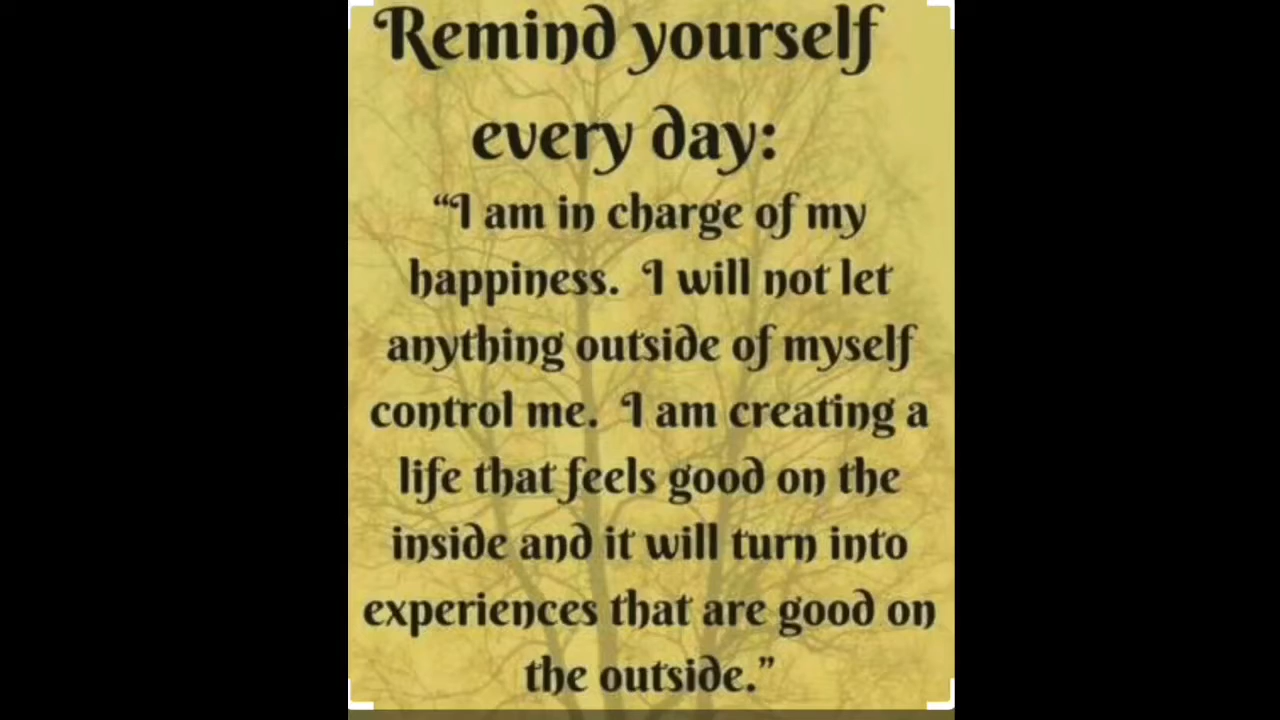 Remind yourself
every day:
“I am in charge of my
happiness. I will not let
anything outside of myself
control me. I am creating a
life that feels good on the
inside and it will turn into
experiences that are good on
the outside.”